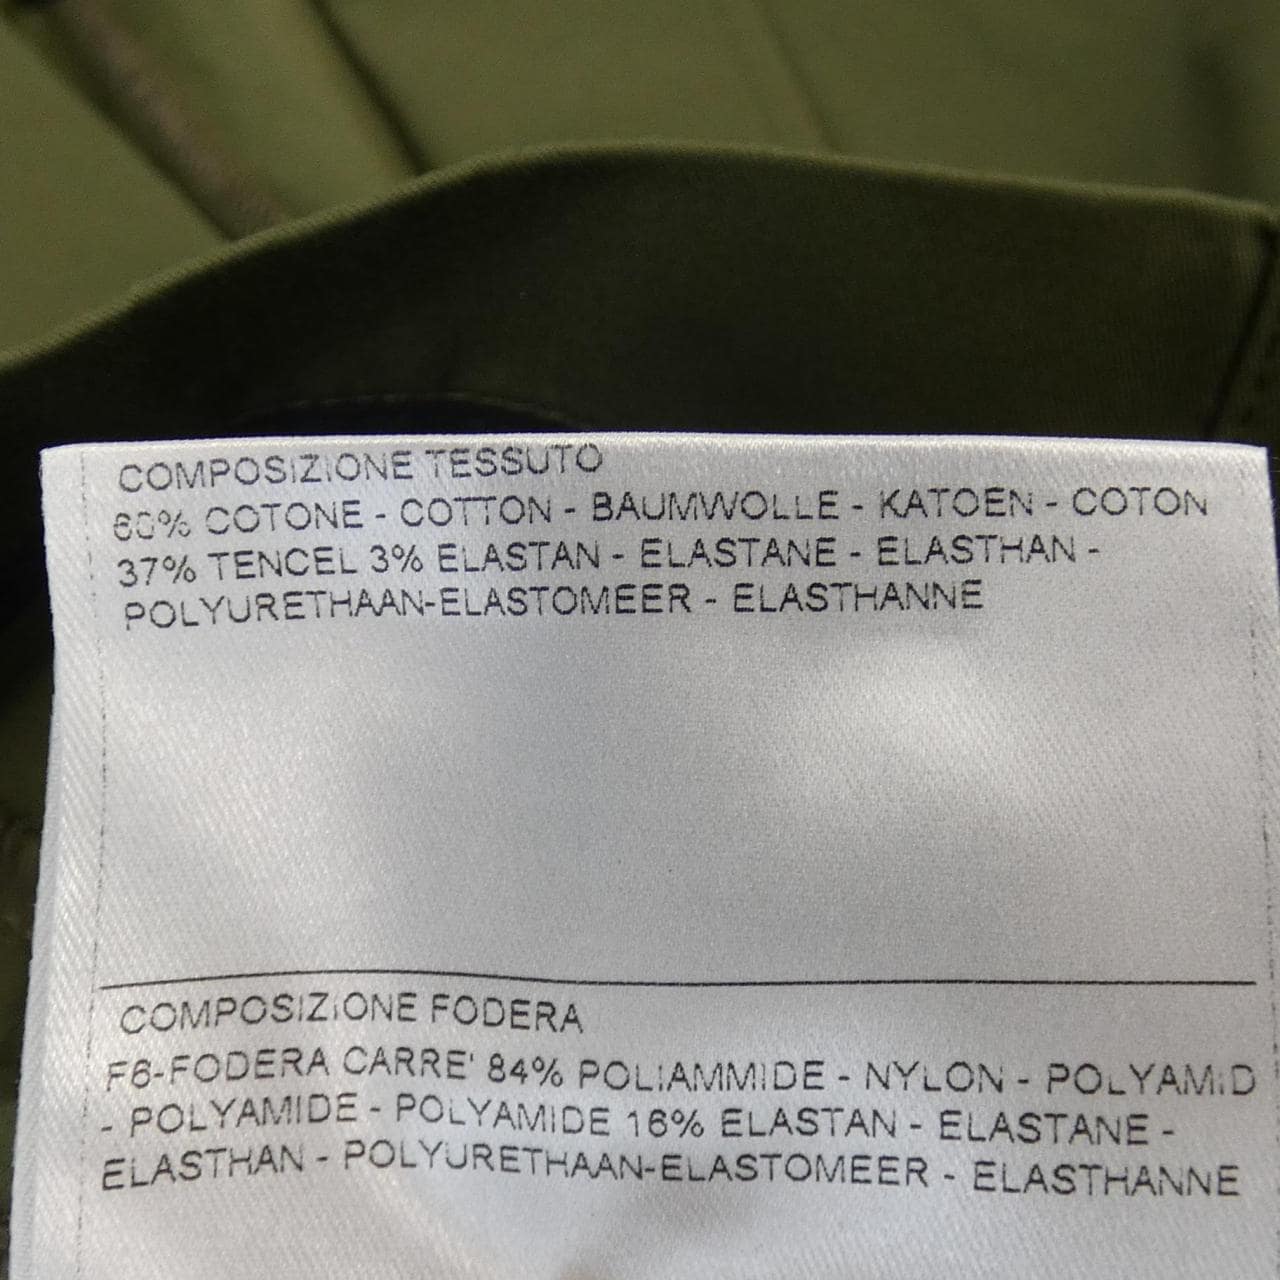 COMPOSIZIONE TESSUTO
60% COTONE - COTTON - BAUMWOLLE - KATOEN - COTON
37% TENCEL 3% ELASTAN - ELASTANE - ELASTHAN -
POLYURETHAAN-ELASTOMEER - ELASTHANNE
COMPOSIZIONE FODERA
F6-FODERA CARRE' 84% POLIAMMIDE - NYLON - POLYAMID
- POLYAMIDE - POLYAMIDE 16% ELASTAN - ELASTANE -
ELASTHAN - POLYURETHAAN-ELASTOMEER - ELASTHANNE